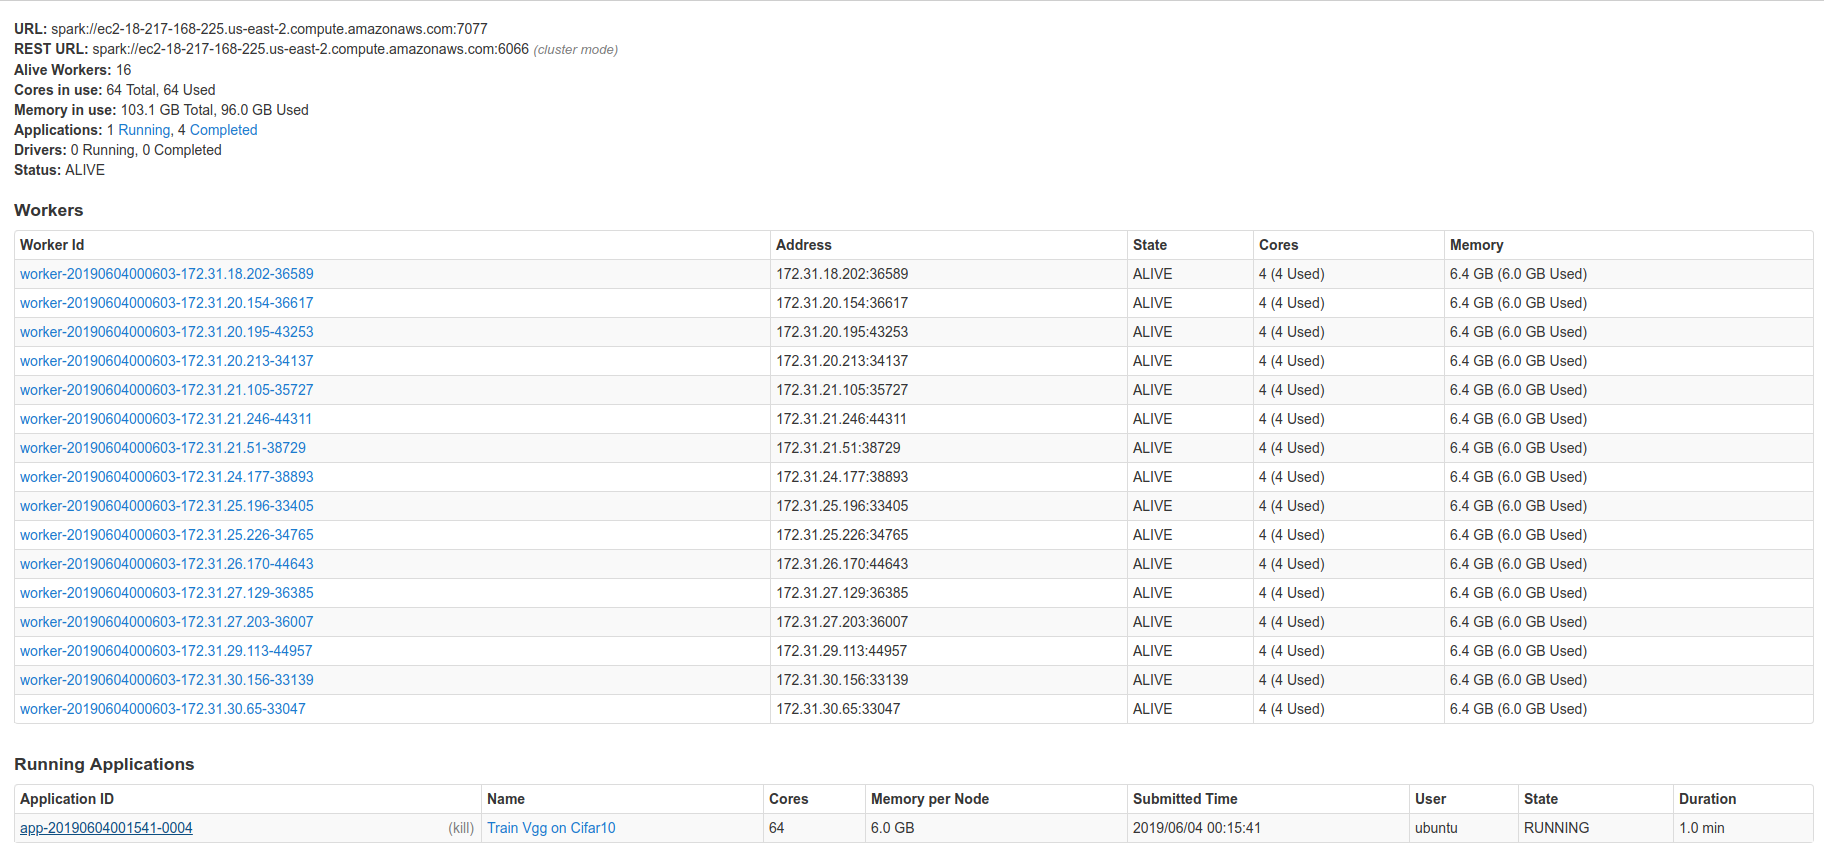 URL: spark://ec2-18-217-168-225.us-east-2.compute.amazonaws.com:7077
REST URL: spark://ec2-18-217-168-225.us-east-2.compute.amazonaws.com:6066 (cluster mode)
Alive Workers: 16
Cores in use: 64 Total, 64 Used
Memory in use: 103.1 GB Total, 96.0 GB Used
Applications: 1 Running, 4 Completed
Drivers: 0 Running, 0 Completed
Status: ALIVE
Workers
Worker Id Address State Cores Memory
worker-20190604000603-172.31.18.202-36589 172.31.18.202:36589 ALIVE 4 (4 Used) 6.4 GB (6.0 GB Used)
worker-20190604000603-172.31.20.154-36617 172.31.20.154:36617 ALIVE 4 (4 Used) 6.4 GB (6.0 GB Used)
worker-20190604000603-172.31.20.195-43253 172.31.20.195:43253 ALIVE 4 (4 Used) 6.4 GB (6.0 GB Used)
worker-20190604000603-172.31.20.213-34137 172.31.20.213:34137 ALIVE 4 (4 Used) 6.4 GB (6.0 GB Used)
worker-20190604000603-172.31.21.105-35727 172.31.21.105:35727 ALIVE 4 (4 Used) 6.4 GB (6.0 GB Used)
worker-20190604000603-172.31.21.246-44311 172.31.21.246:44311 ALIVE 4 (4 Used) 6.4 GB (6.0 GB Used)
worker-20190604000603-172.31.21.51-38729 172.31.21.51:38729 ALIVE 4 (4 Used) 6.4 GB (6.0 GB Used)
worker-20190604000603-172.31.24.177-38893 172.31.24.177:38893 ALIVE 4 (4 Used) 6.4 GB (6.0 GB Used)
worker-20190604000603-172.31.25.196-33405 172.31.25.196:33405 ALIVE 4 (4 Used) 6.4 GB (6.0 GB Used)
worker-20190604000603-172.31.25.226-34765 172.31.25.226:34765 ALIVE 4 (4 Used) 6.4 GB (6.0 GB Used)
worker-20190604000603-172.31.26.170-44643 172.31.26.170:44643 ALIVE 4 (4 Used) 6.4 GB (6.0 GB Used)
worker-20190604000603-172.31.27.129-36385 172.31.27.129:36385 ALIVE 4 (4 Used) 6.4 GB (6.0 GB Used)
worker-20190604000603-172.31.27.203-36007 172.31.27.203:36007 ALIVE 4 (4 Used) 6.4 GB (6.0 GB Used)
worker-20190604000603-172.31.29.113-44957 172.31.29.113:44957 ALIVE 4 (4 Used) 6.4 GB (6.0 GB Used)
worker-20190604000603-172.31.30.156-33139 172.31.30.156:33139 ALIVE 4 (4 Used) 6.4 GB (6.0 GB Used)
worker-20190604000603-172.31.30.65-33047 172.31.30.65:33047 ALIVE 4 (4 Used) 6.4 GB (6.0 GB Used)
Running Applications
Application ID Name Cores Memory per Node Submitted Time User State Duration
app-20190604001541-0004 (kill) Train Vgg on Cifar10 64 6.0 GB 2019/06/04 00:15:41 ubuntu RUNNING 1.0 min